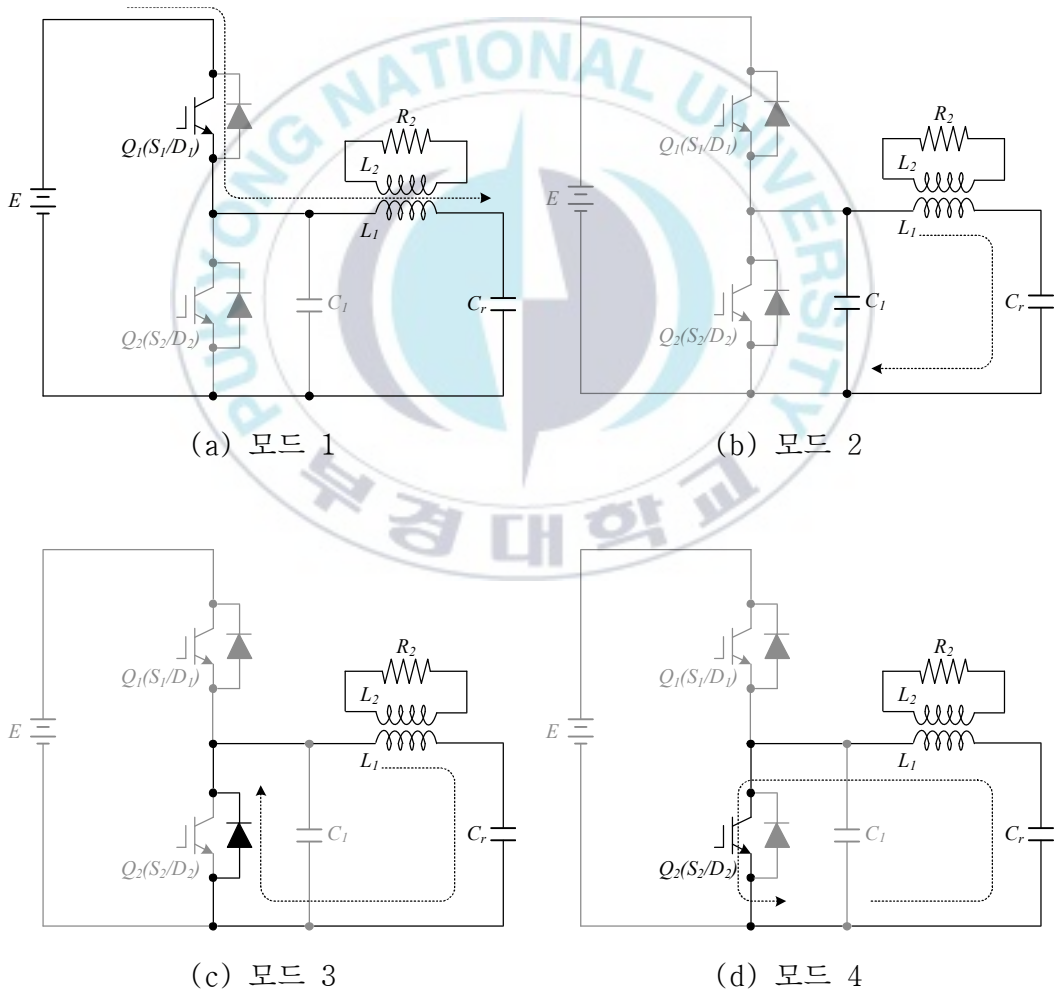 PUKYONG NATIONAL UNIVERSITY
부경대학교
E
Q1(S1/D1)
Q2(S2/D2)
R2
L2
L1
C1
Cr
(a) 모드 1
E
Q1(S1/D1)
Q2(S2/D2)
R2
L2
L1
C1
Cr
(b) 모드 2
E
Q1(S1/D1)
Q2(S2/D2)
R2
L2
L1
C1
Cr
(c) 모드 3
E
Q1(S1/D1)
Q2(S2/D2)
R2
L2
L1
C1
Cr
(d) 모드 4